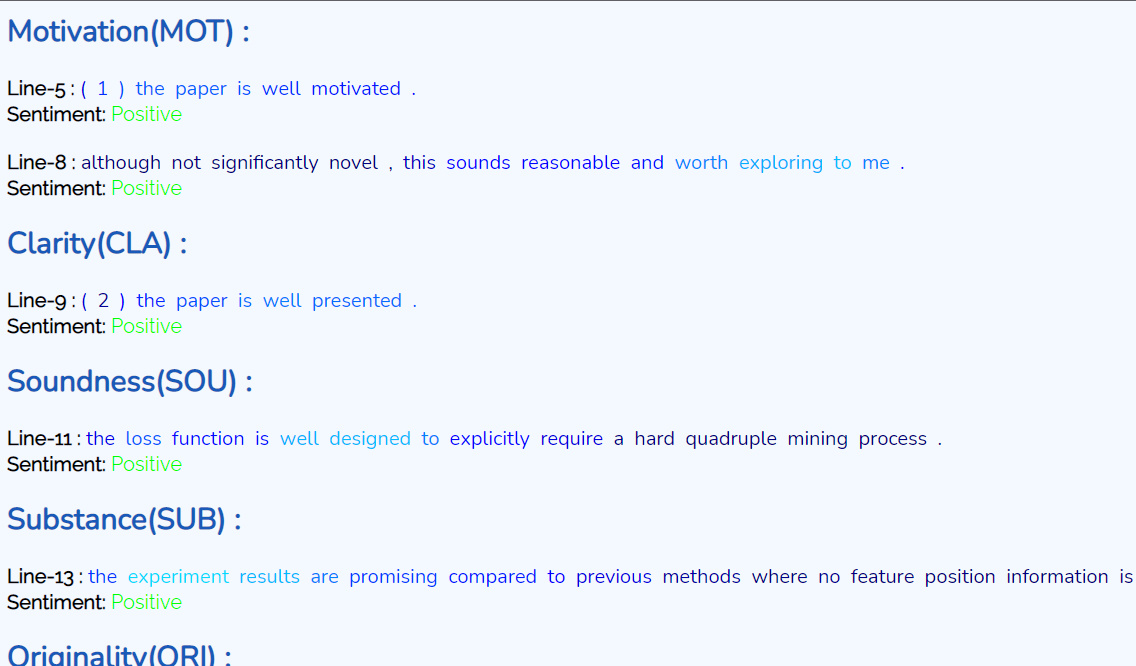 Motivation(MOT) :
Line-5 : ( 1 ) the paper is well motivated .
Sentiment: Positive
Line-8 : although not significantly novel , this sounds reasonable and worth exploring to me .
Sentiment: Positive
Clarity(CLA) :
Line-9 : ( 2 ) the paper is well presented .
Sentiment: Positive
Soundness(SOU) :
Line-11 : the loss function is well designed to explicitly require a hard quadruple mining process .
Sentiment: Positive
Substance(SUB) :
Line-13 : the experiment results are promising compared to previous methods where no feature position information is
Sentiment: Positive
Originality(ORI) :